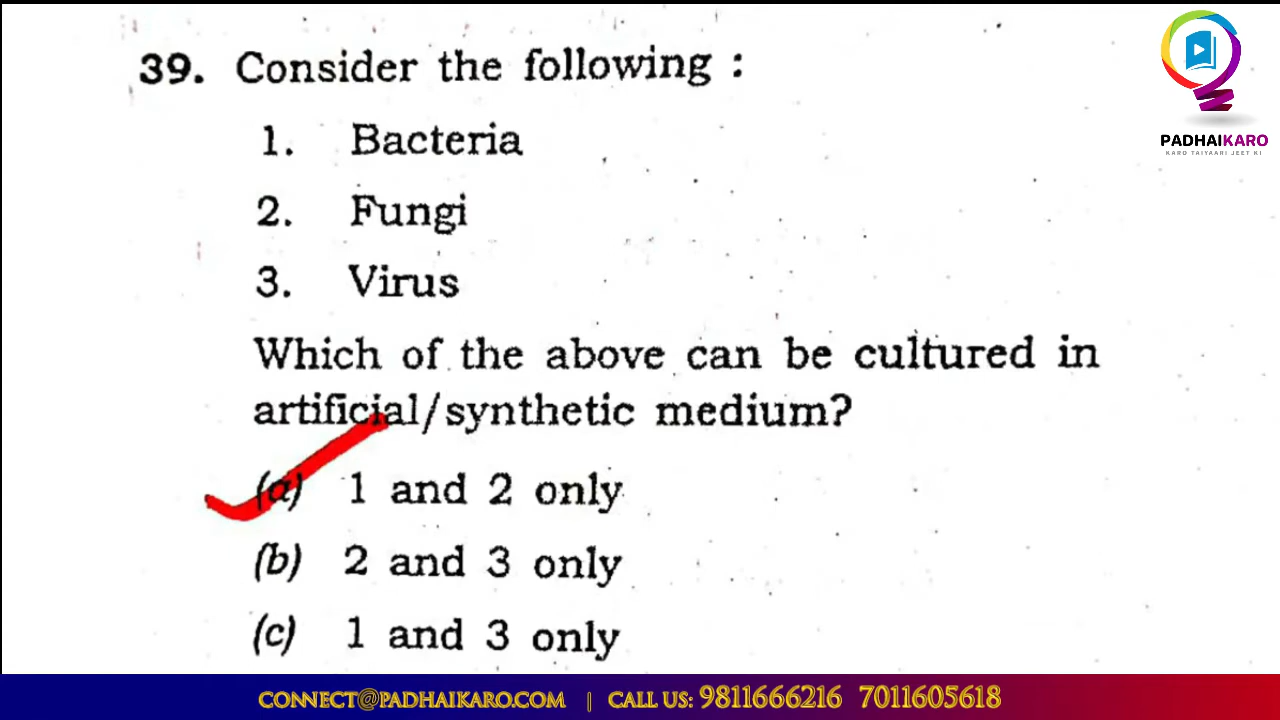 39. Consider the following :
1. Bacteria
2. Fungi
3. Virus
Which of the above can be cultured in
artificial/synthetic medium?
(a) 1 and 2 only
(b) 2 and 3 only
(c) 1 and 3 only
PADHAIKARO
KARO TAIYAARI JEET KI
CONNECT@PADHAIKARO.COM | CALL US: 9811666216 7011605618